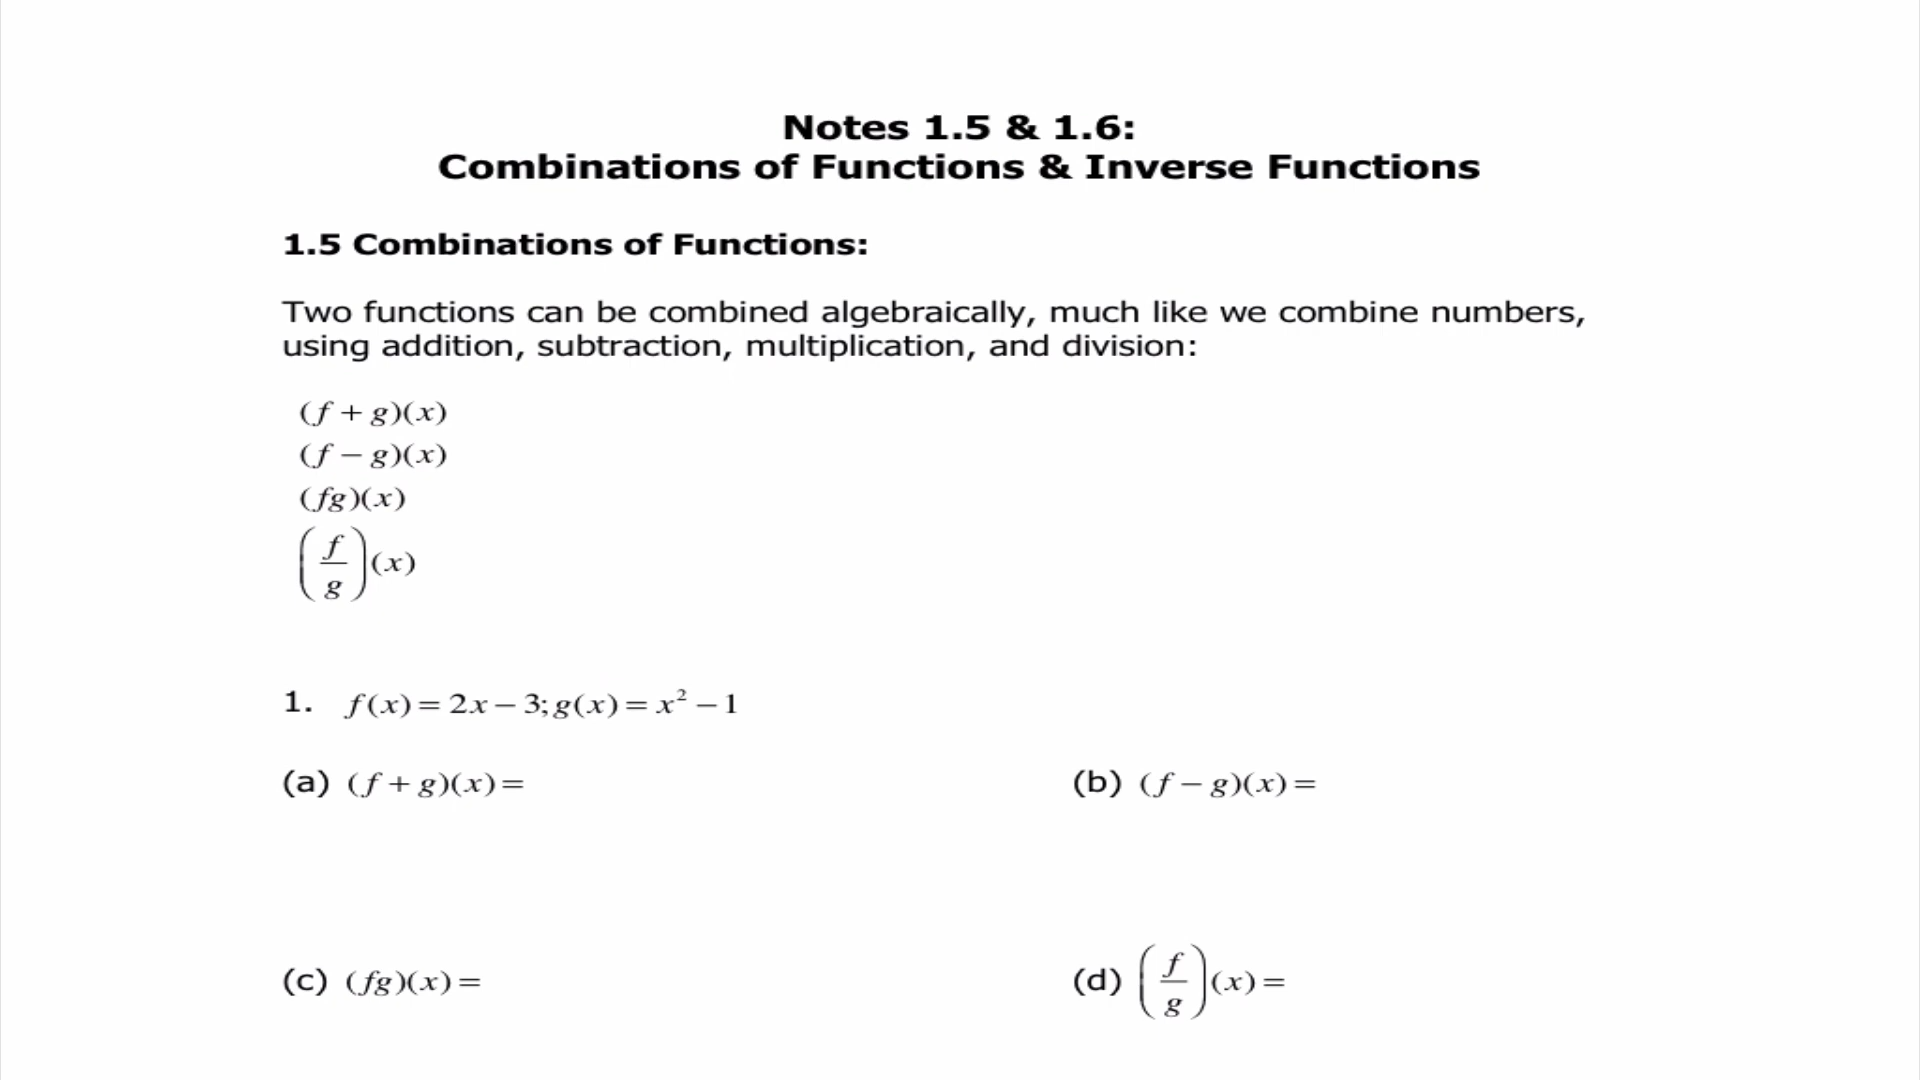 Notes 1.5 & 1.6:
Combinations of Functions & Inverse Functions
1.5 Combinations of Functions:
Two functions can be combined algebraically, much like we combine numbers,
using addition, subtraction, multiplication, and division:
(f + g)(x)
(f − g)(x)
(fg)(x)
(f/g)(x)
1. f(x) = 2x − 3; g(x) = x² − 1
(a) (f + g)(x) =
(b) (f − g)(x) =
(c) (fg)(x) =
(d) (f/g)(x) =